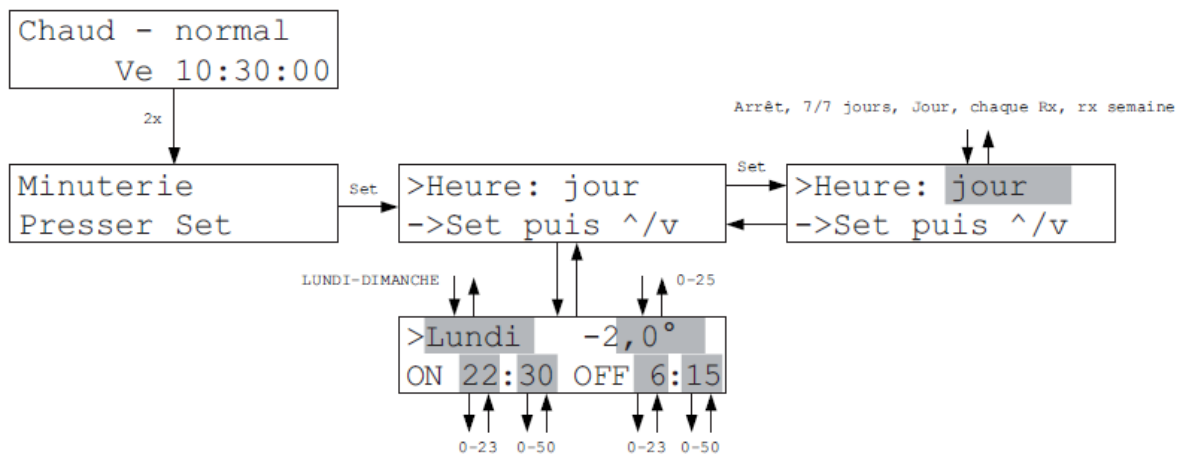 Chaud - normal
Ve 10:30:00
2x
Arrêt, 7/7 jours, Jour, chaque Rx, rx semaine
Minuterie
Presser Set
Set
>Heure: jour
->Set puis ^/v
Set
>Heure: jour
->Set puis ^/v
LUNDI-DIMANCHE
0-25
>Lundi -2,0°
ON 22:30 OFF 6:15
0-23 0-50 0-23 0-50